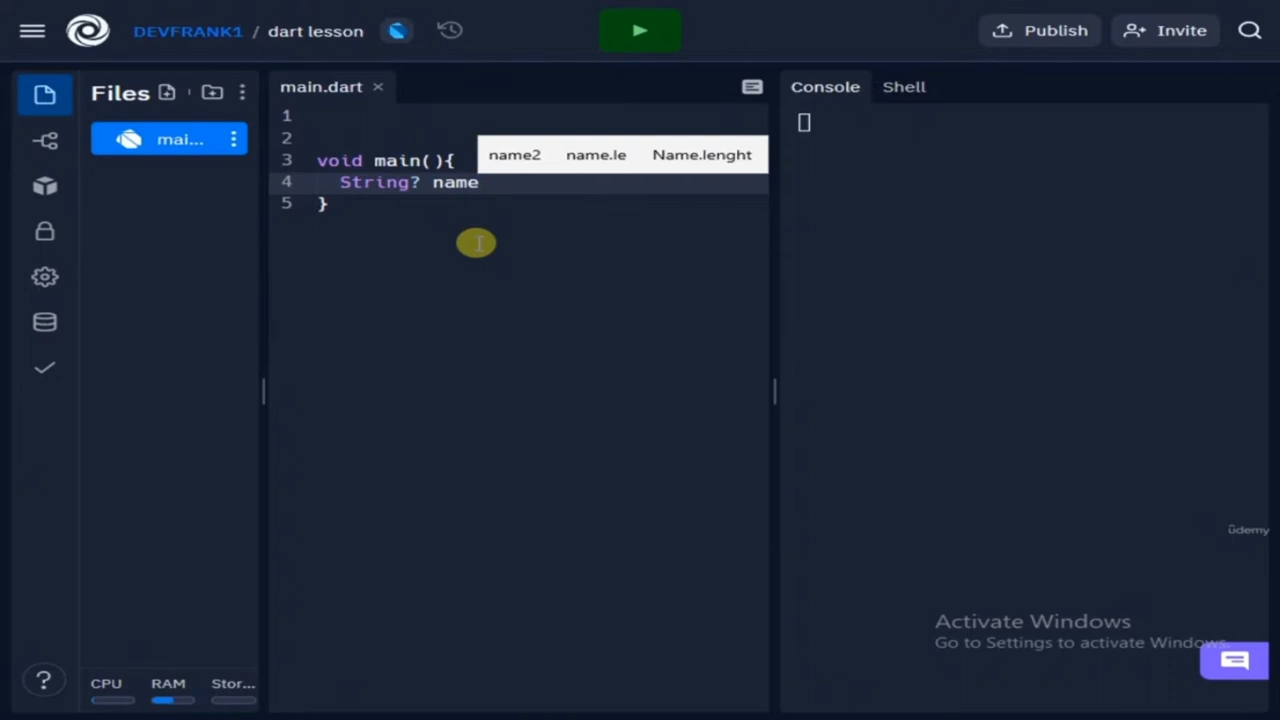 DEVFRANK1 / dart lesson
Publish
Invite
Files
mai...
main.dart
Console
Shell
1
2
3 void main(){
name2 name.le Name.lenght
4 String? name
5 }
ûdemy
Activate Windows
Go to Settings to activate Windows.
CPU RAM Stor...
?